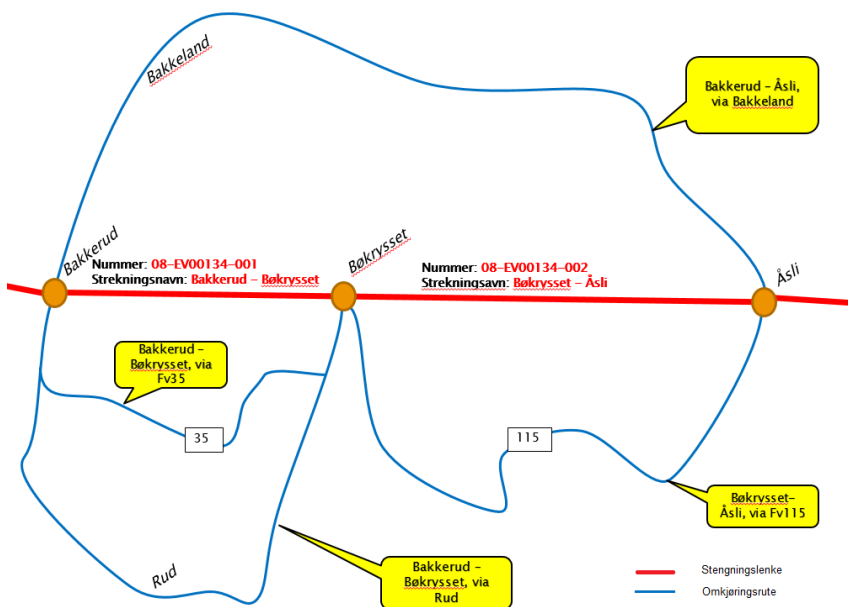 Bakkeland
Bakkerud – Åsli,
via Bakkeland
Bakkerud
Bøkrysset
Åsli
Nummer: 08-EV00134-001
Strekningsnavn: Bakkerud – Bøkrysset
Nummer: 08-EV00134-002
Strekningsavn: Bøkrysset – Åsli
Bakkerud –
Bøkrysset, via
Fv35
35
115
Bøkrysset–
Åsli, via Fv115
Rud
Bakkerud –
Bøkrysset, via
Rud
Stengningslenke
Omkjøringsrute